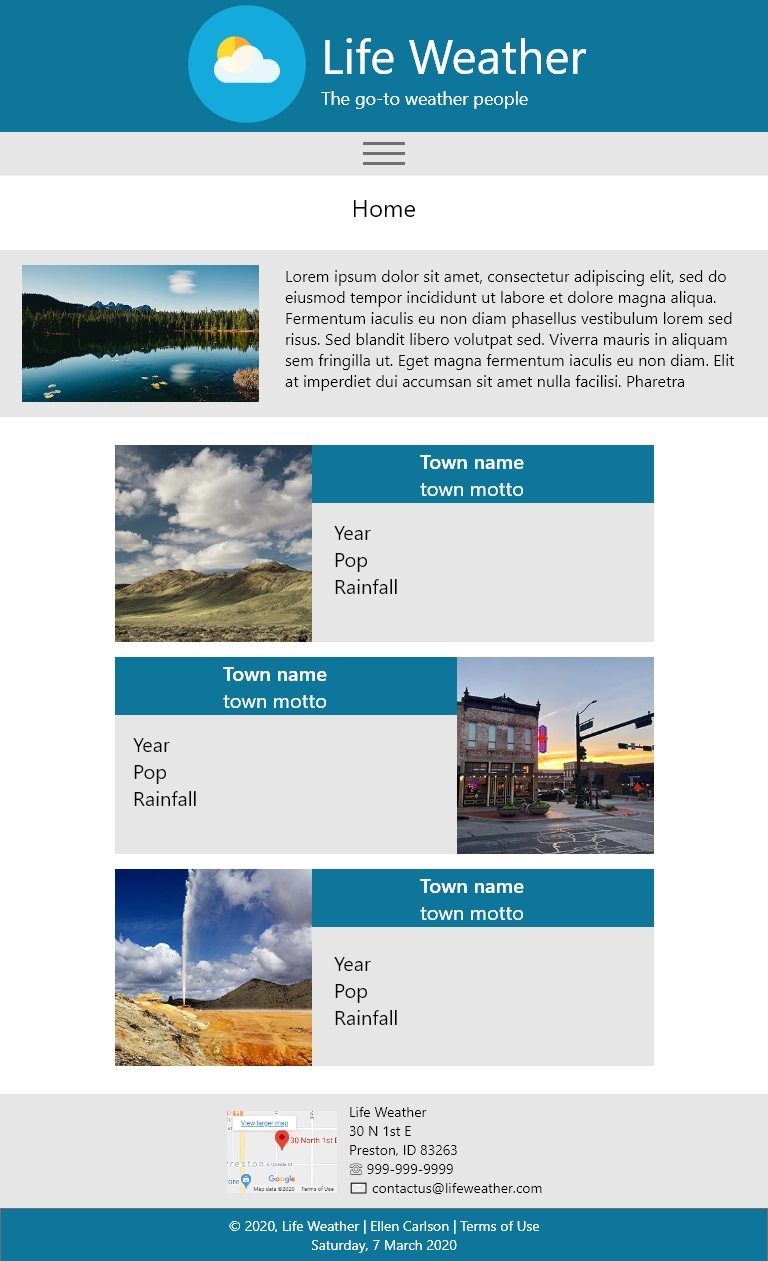 Life Weather
The go-to weather people
Home
Lorem ipsum dolor sit amet, consectetur adipiscing elit, sed do
eiusmod tempor incididunt ut labore et dolore magna aliqua.
Fermentum iaculis eu non diam phasellus vestibulum lorem sed
risus. Sed blandit libero volutpat sed. Viverra mauris in aliquam
sem fringilla ut. Eget magna fermentum iaculis eu non diam. Elit
at imperdiet dui accumsan sit amet nulla facilisi. Pharetra
Town name
town motto
Year
Pop
Rainfall
Town name
town motto
Year
Pop
Rainfall
Town name
town motto
Year
Pop
Rainfall
View larger map
30 North 1st E
reston
Google
ore
Map data ©2020 Terms of Use
Life Weather
30 N 1st E
Preston, ID 83263
999-999-9999
contactus@lifeweather.com
© 2020, Life Weather | Ellen Carlson | Terms of Use
Saturday, 7 March 2020